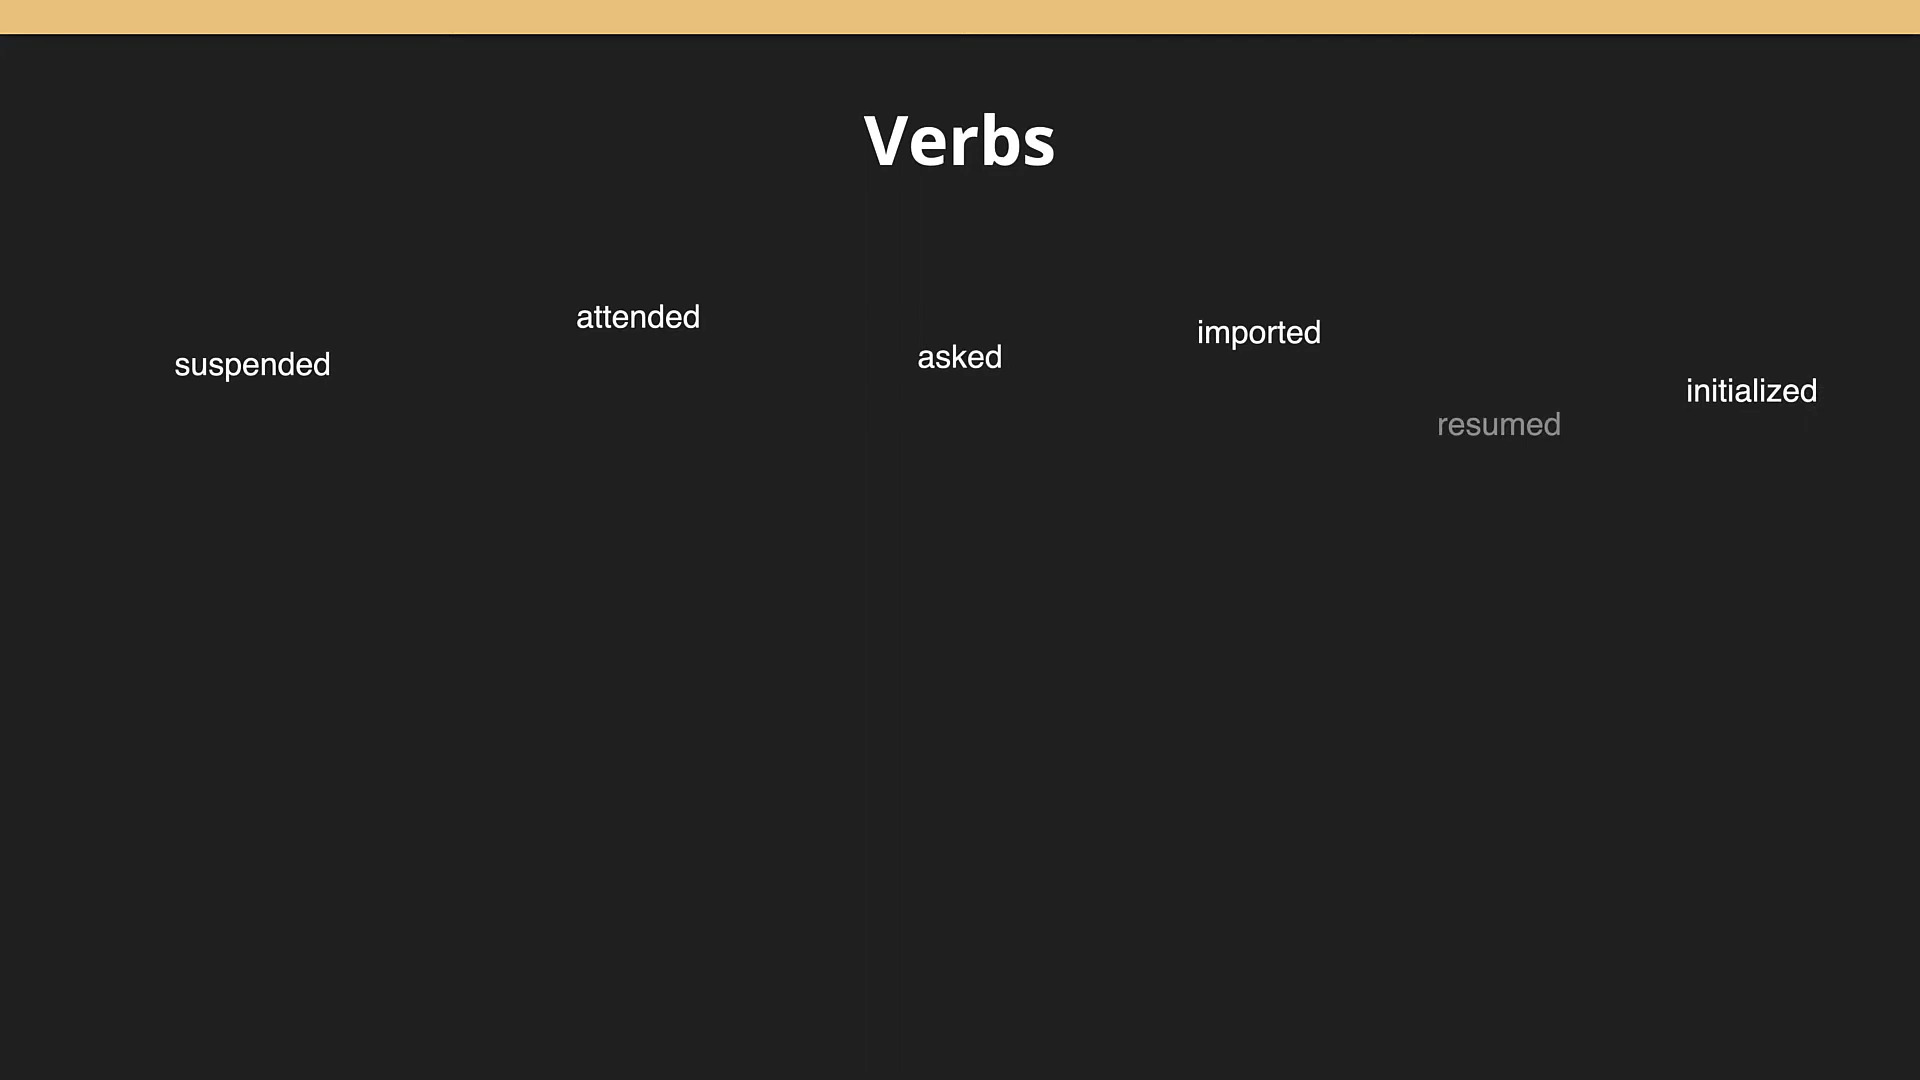 Verbs
attended
imported
asked
suspended
initialized
resumed